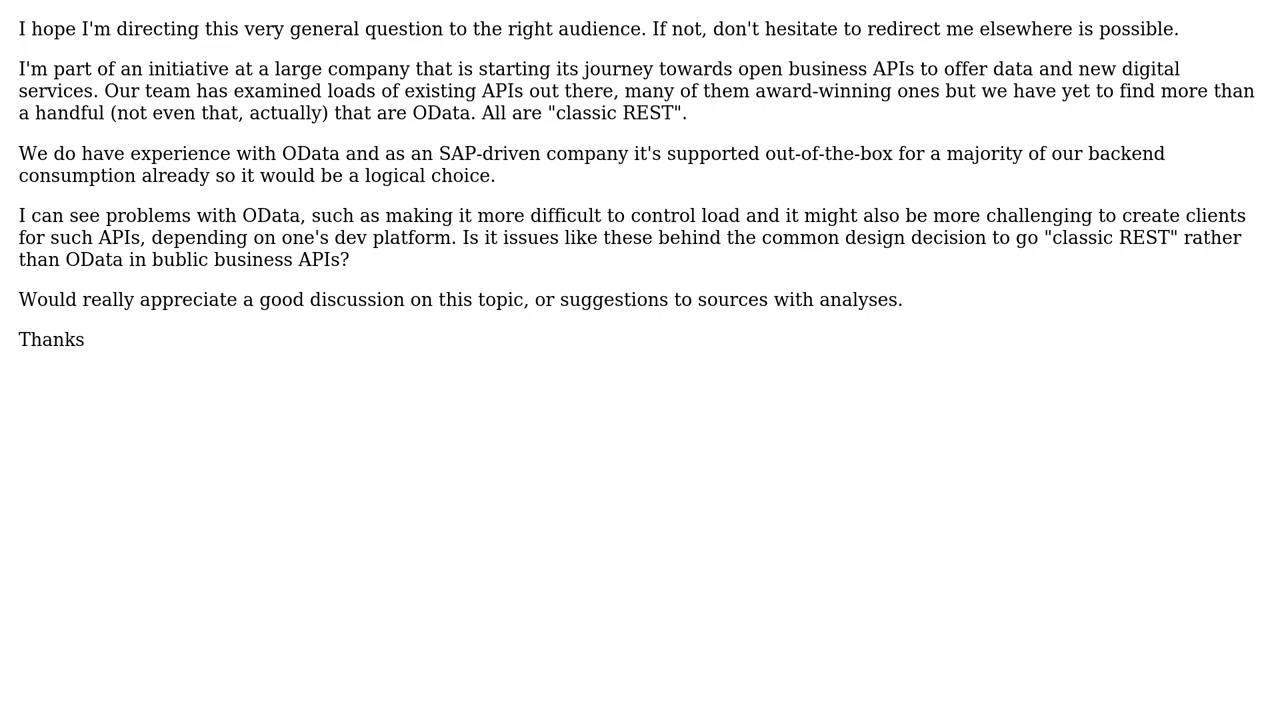 I hope I'm directing this very general question to the right audience. If not, don't hesitate to redirect me elsewhere is possible.
I'm part of an initiative at a large company that is starting its journey towards open business APIs to offer data and new digital
services. Our team has examined loads of existing APIs out there, many of them award-winning ones but we have yet to find more than
a handful (not even that, actually) that are OData. All are "classic REST".
We do have experience with OData and as an SAP-driven company it's supported out-of-the-box for a majority of our backend
consumption already so it would be a logical choice.
I can see problems with OData, such as making it more difficult to control load and it might also be more challenging to create clients
for such APIs, depending on one's dev platform. Is it issues like these behind the common design decision to go "classic REST" rather
than OData in bublic business APIs?
Would really appreciate a good discussion on this topic, or suggestions to sources with analyses.
Thanks